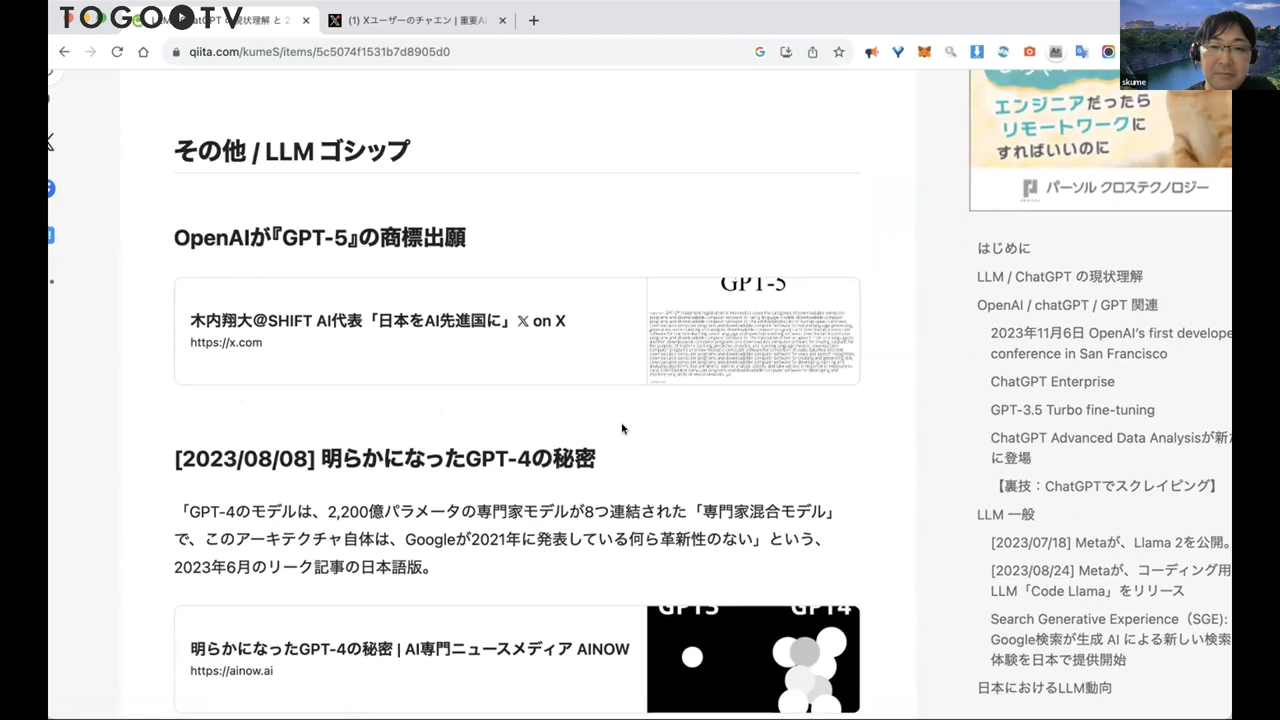 TOGOTV
ChatGPT の現状理解 と 2
(1) Xユーザーのチャエン | 重要AI
qiita.com/kumeS/items/5c5074f1531b7d8905d0
skume
その他 / LLM ゴシップ
OpenAIが『GPT-5』の商標出願
木内翔大@SHIFT AI代表「日本をAI先進国に」𝕏 on X
https://x.com
GPT-5
[2023/08/08] 明らかになったGPT-4の秘密
「GPT-4のモデルは、2,200億パラメータの専門家モデルが8つ連結された「専門家混合モデル」
で、このアーキテクチャ自体は、Googleが2021年に発表している何ら革新性のない」という、
2023年6月のリーク記事の日本語版。
明らかになったGPT-4の秘密 | AI専門ニュースメディア AINOW
https://ainow.ai
GPT3 GPT4
エンジニアだったら
リモートワークに
すればいいのに
パーソル クロステクノロジー
はじめに
LLM / ChatGPT の現状理解
OpenAI / chatGPT / GPT 関連
2023年11月6日 OpenAI's first develope
conference in San Francisco
ChatGPT Enterprise
GPT-3.5 Turbo fine-tuning
ChatGPT Advanced Data Analysisが新た
に登場
【裏技：ChatGPTでスクレイピング】
LLM 一般
[2023/07/18] Metaが、Llama 2を公開。
[2023/08/24] Metaが、コーディング用
LLM「Code Llama」をリリース
Search Generative Experience（SGE):
Google検索が生成 AI による新しい検索
体験を日本で提供開始
日本におけるLLM動向